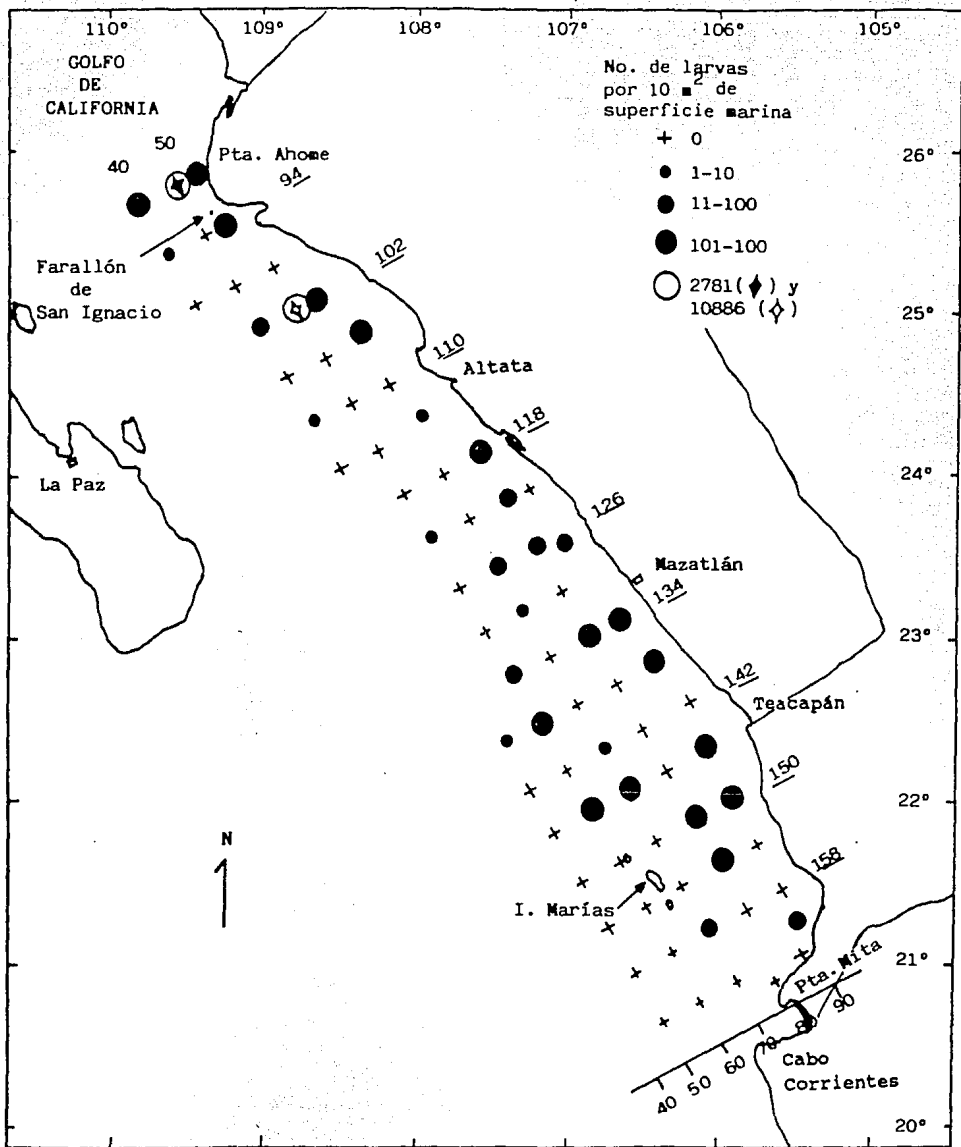 110° 109° 108° 107° 106° 105°
GOLFO
DE
CALIFORNIA
No. de larvas
por 10 m² de
superficie marina
+ 0
1-10
11-100
101-100
2781(✦) y
10886 (✧)
50
40
Pta. Ahome
94
26°
Farallón
de
San Ignacio
102
25°
110
Altata
118
24°
La Paz
126
Mazatlán
134
23°
142
Teacapán
150
22°
N
158
I. Marías
21°
Pta. Mita
40 50 60 70 80 90
Cabo
Corrientes
20°